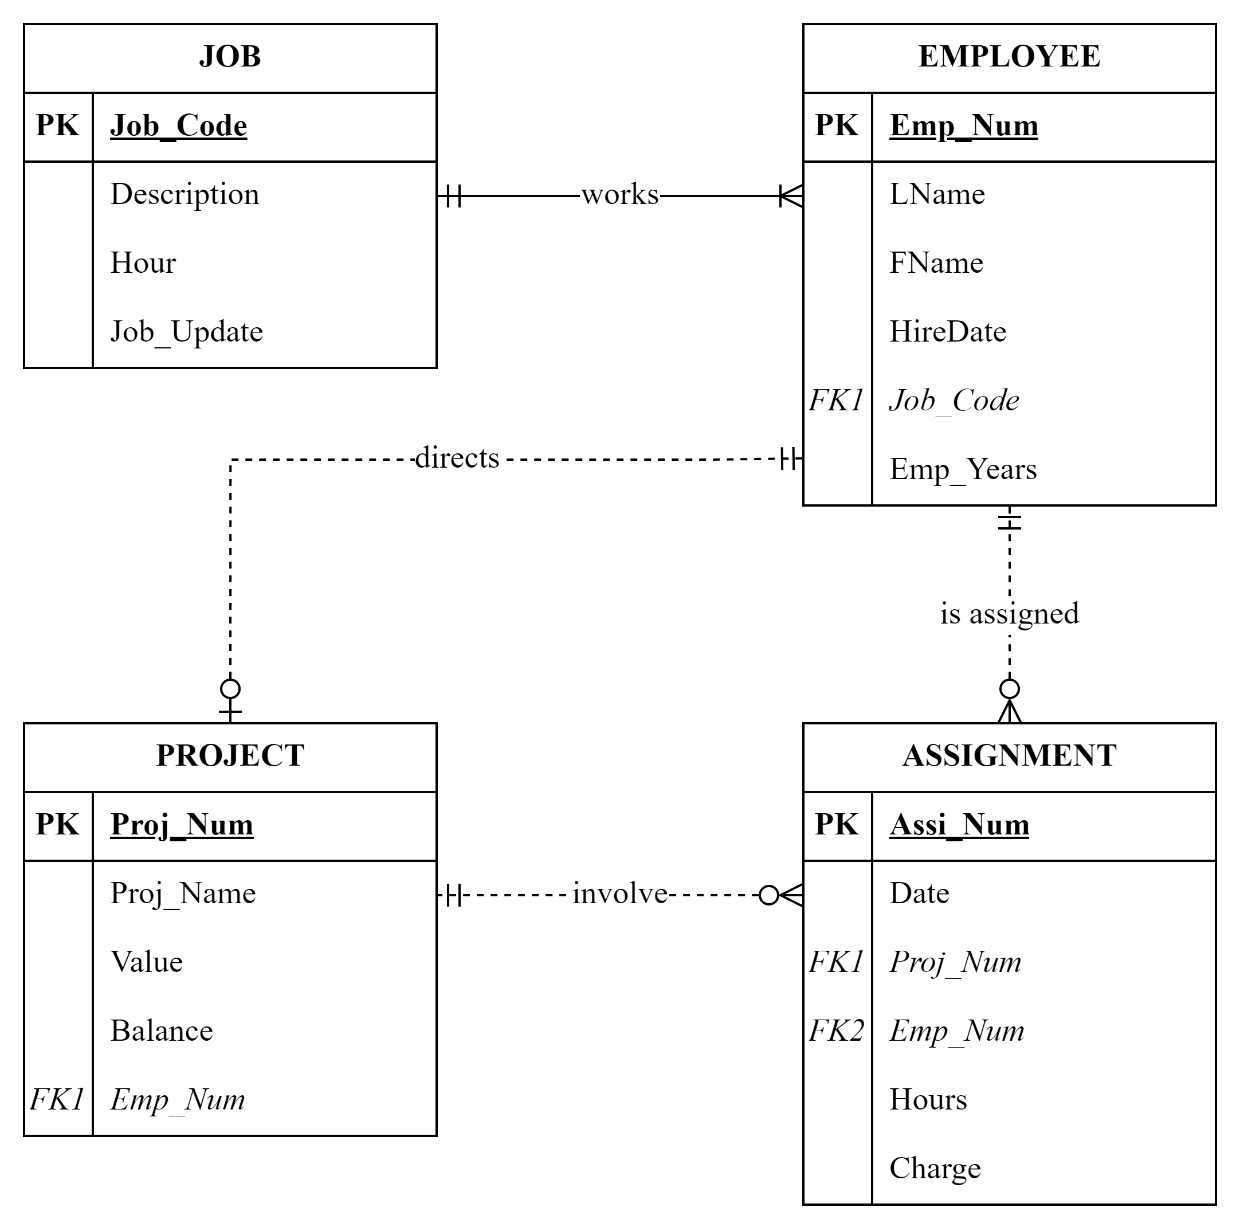 JOB
PK Job_Code
Description
Hour
Job_Update
works
EMPLOYEE
PK Emp_Num
LName
FName
HireDate
FK1 Job_Code
Emp_Years
directs
is assigned
PROJECT
PK Proj_Num
Proj_Name
Value
Balance
FK1 Emp_Num
involve
ASSIGNMENT
PK Assi_Num
Date
FK1 Proj_Num
FK2 Emp_Num
Hours
Charge